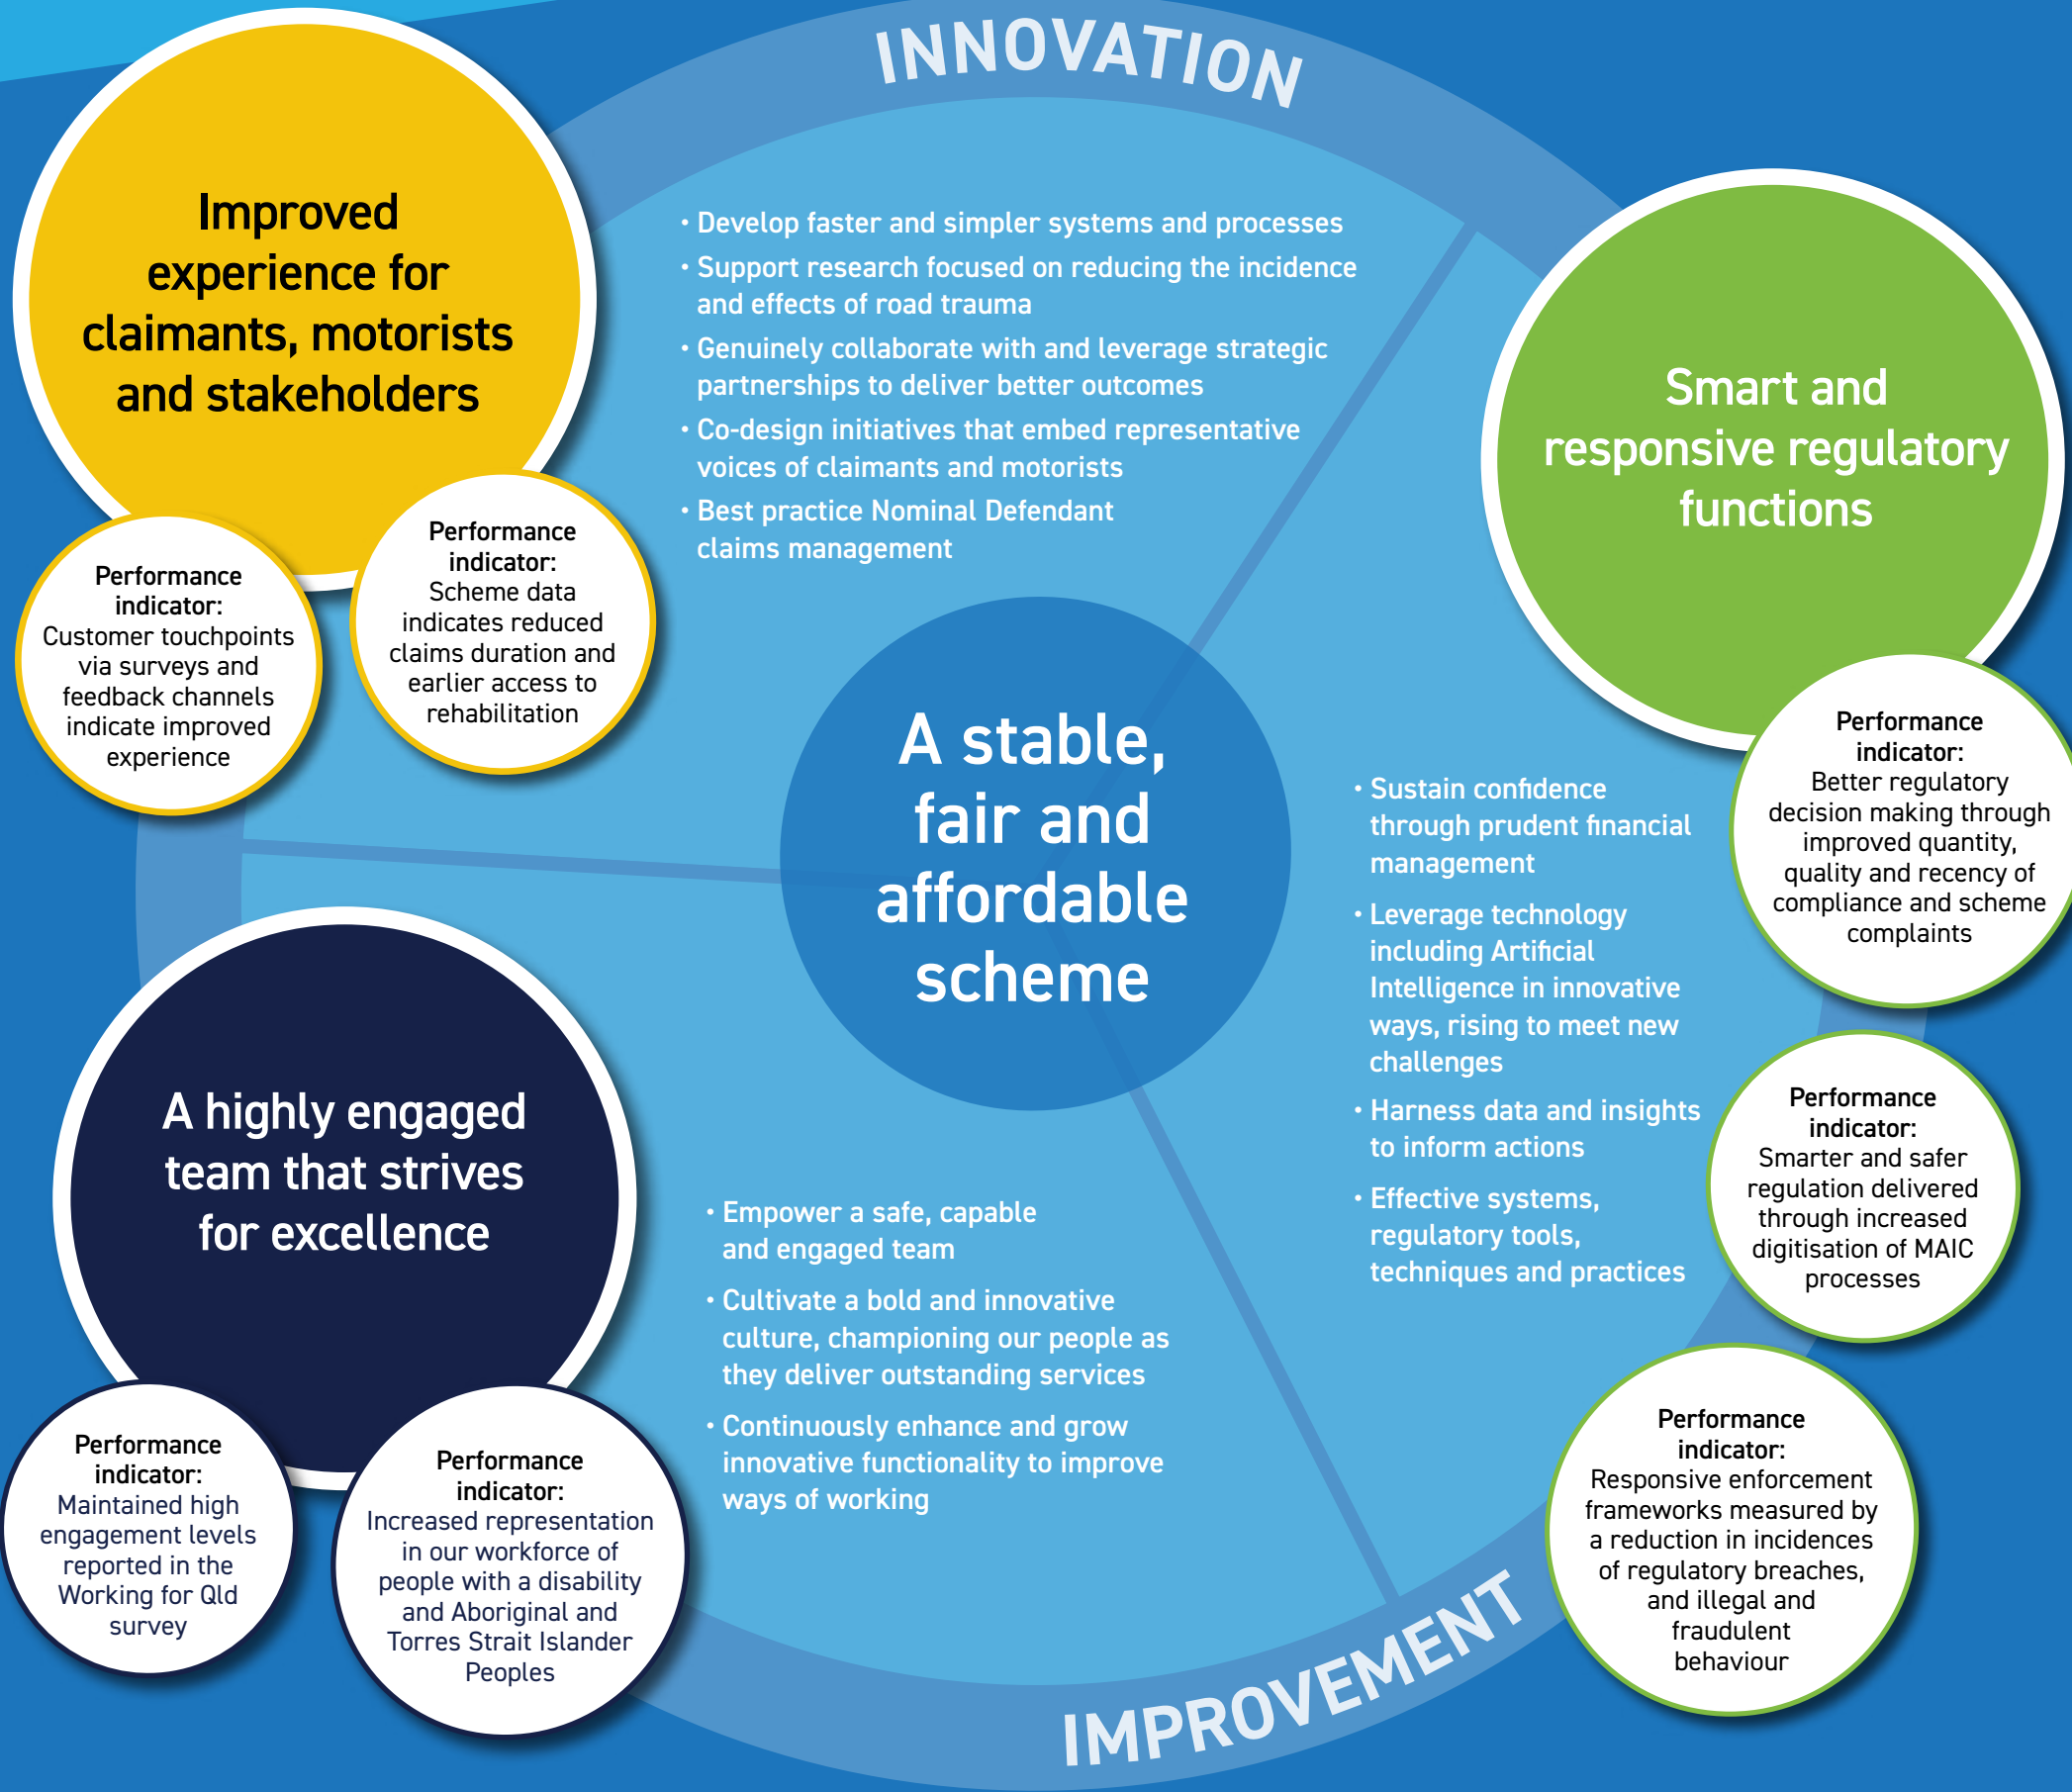 INNOVATION
Improved
experience for
claimants, motorists
and stakeholders
Performance
indicator:
Customer touchpoints
via surveys and
feedback channels
indicate improved
experience
Performance
indicator:
Scheme data
indicates reduced
claims duration and
earlier access to
rehabilitation
• Develop faster and simpler systems and processes
• Support research focused on reducing the incidence
and effects of road trauma
• Genuinely collaborate with and leverage strategic
partnerships to deliver better outcomes
• Co-design initiatives that embed representative
voices of claimants and motorists
• Best practice Nominal Defendant
claims management
Smart and
responsive regulatory
functions
Performance
indicator:
Better regulatory
decision making through
improved quantity,
quality and recency of
compliance and scheme
complaints
Performance
indicator:
Smarter and safer
regulation delivered
through increased
digitisation of MAIC
processes
Performance
indicator:
Responsive enforcement
frameworks measured by
a reduction in incidences
of regulatory breaches,
and illegal and
fraudulent
behaviour
• Sustain confidence
through prudent financial
management
• Leverage technology
including Artificial
Intelligence in innovative
ways, rising to meet new
challenges
• Harness data and insights
to inform actions
• Effective systems,
regulatory tools,
techniques and practices
A stable,
fair and
affordable
scheme
A highly engaged
team that strives
for excellence
Performance
indicator:
Maintained high
engagement levels
reported in the
Working for Qld
survey
Performance
indicator:
Increased representation
in our workforce of
people with a disability
and Aboriginal and
Torres Strait Islander
Peoples
• Empower a safe, capable
and engaged team
• Cultivate a bold and innovative
culture, championing our people as
they deliver outstanding services
• Continuously enhance and grow
innovative functionality to improve
ways of working
IMPROVEMENT